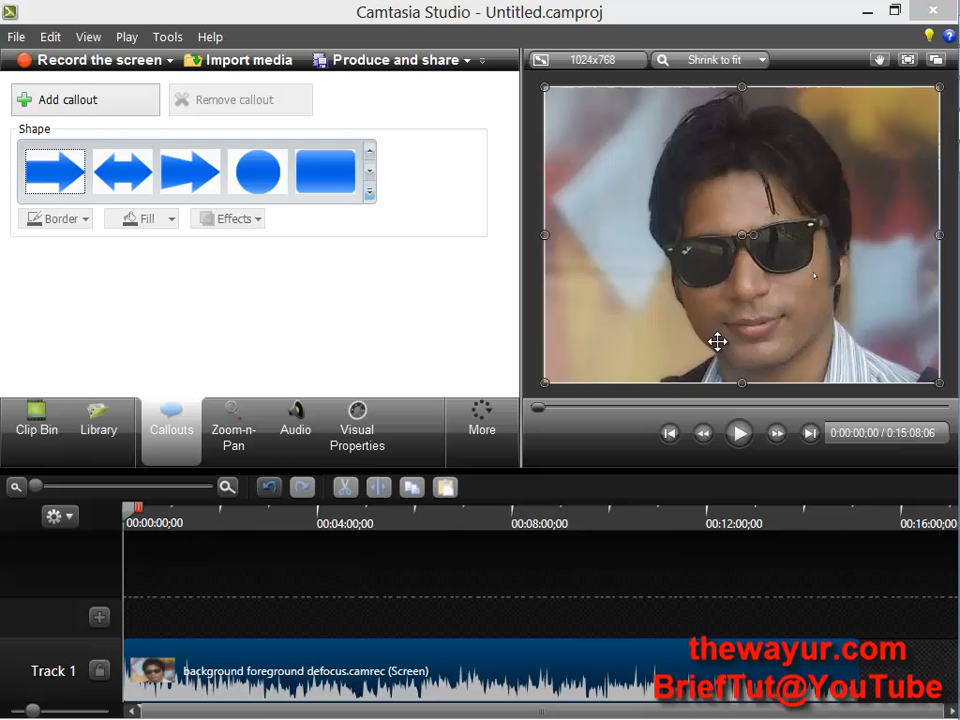 Camtasia Studio - Untitled.camproj
File Edit View Play Tools Help
Record the screen Import media Produce and share
1024x768 Shrink to fit
Add callout Remove callout
Shape
Border Fill Effects
Clip Bin Library Callouts Zoom-n-Pan Audio Visual Properties More
0:00:00;00 / 0:15:08;06
00:00:00;00 00:04:00;00 00:08:00;00 00:12:00;00 00:16:00;00
Track 1 background foreground defocus.camrec (Screen)
thewayur.com
BriefTut@YouTube